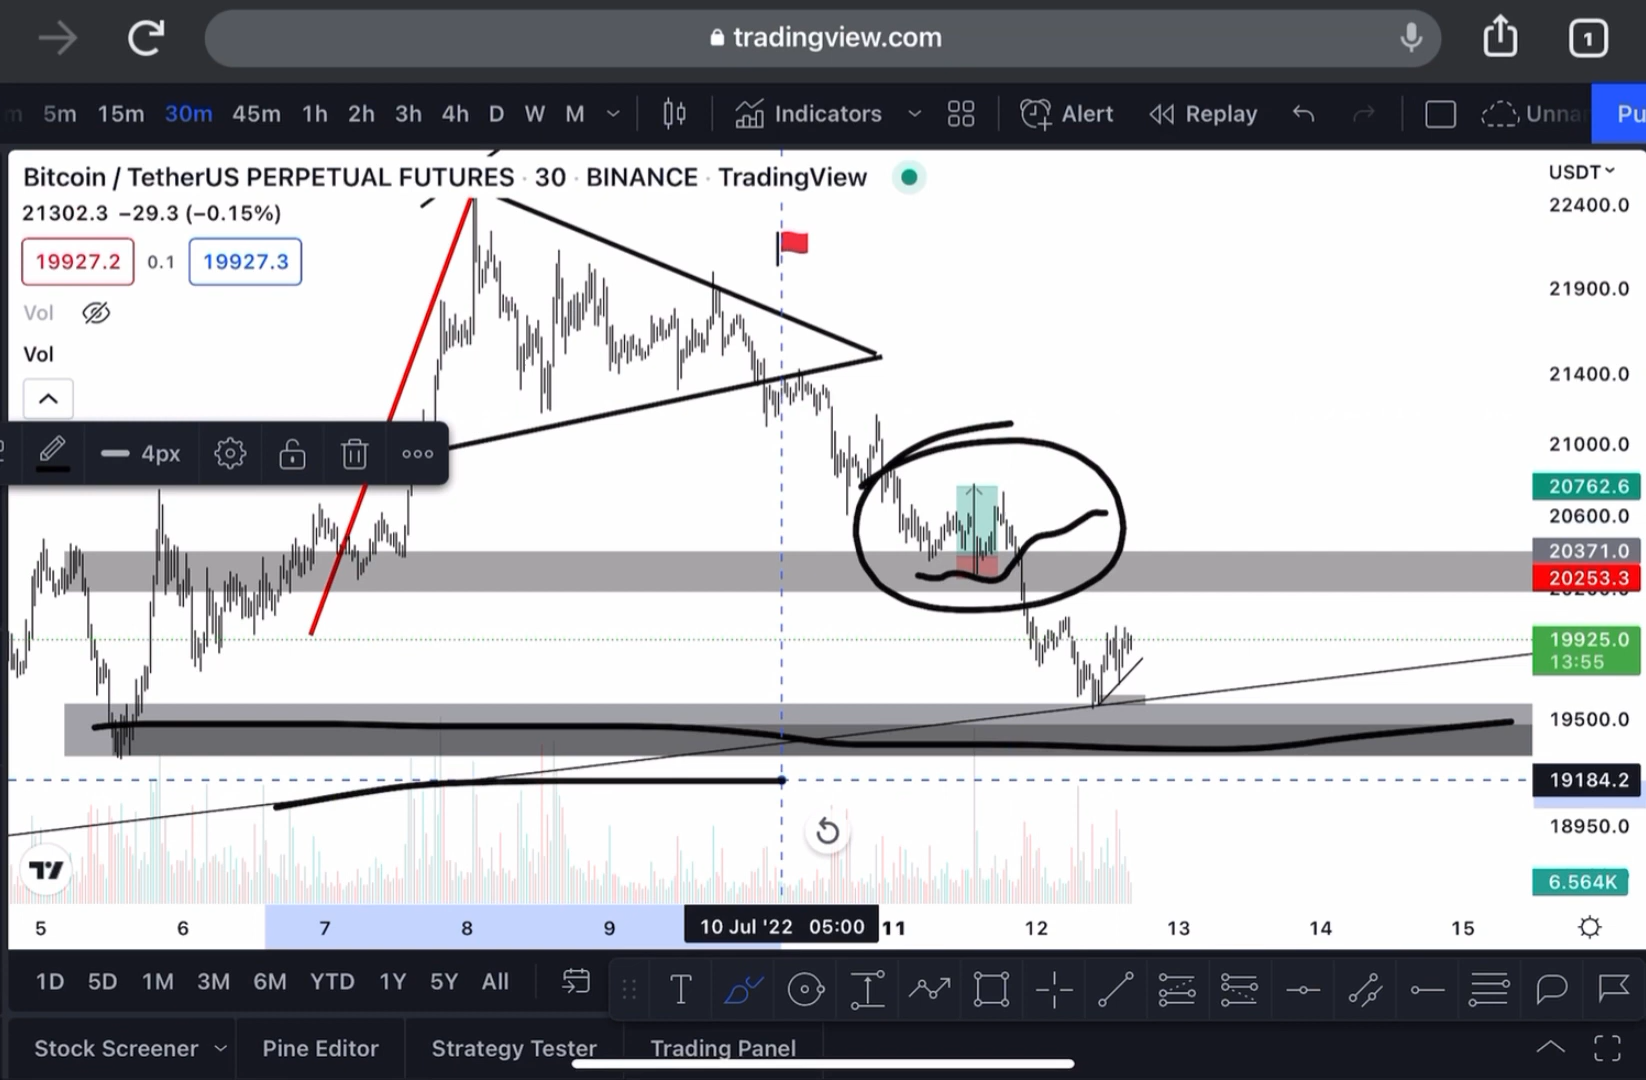 tradingview.com
1
5m 15m 30m 45m 1h 2h 3h 4h D W M Indicators Alert Replay Unna Pu
Bitcoin / TetherUS PERPETUAL FUTURES · 30 · BINANCE · TradingView
USDT
21302.3 −29.3 (−0.15%)
22400.0
19927.2 0.1 19927.3
21900.0
Vol
Vol
21400.0
4px
21000.0
20762.6
20600.0
20371.0
20253.3
19925.0
13:55
19500.0
19184.2
18950.0
6.564K
5 6 7 8 9 10 Jul '22 05:00 11 12 13 14 15
1D 5D 1M 3M 6M YTD 1Y 5Y All
T
Stock Screener Pine Editor Strategy Tester Trading Panel